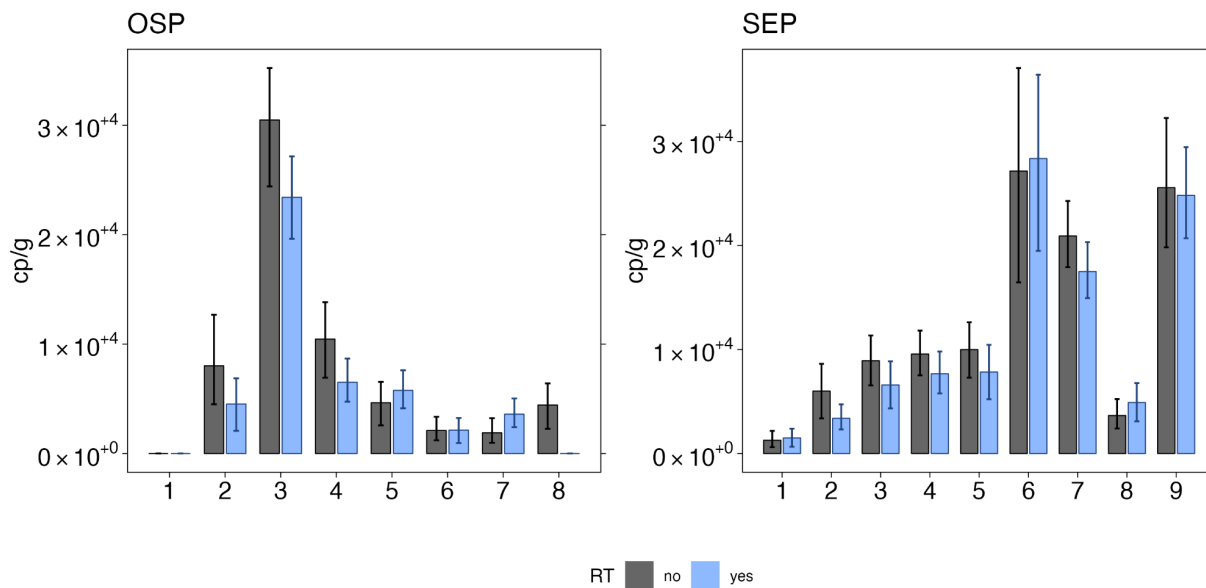 OSP
SEP
cp/g
3 × 10⁺⁴
2 × 10⁺⁴
1 × 10⁺⁴
0 × 10⁺⁰
1 2 3 4 5 6 7 8
cp/g
3 × 10⁺⁴
2 × 10⁺⁴
1 × 10⁺⁴
0 × 10⁺⁰
1 2 3 4 5 6 7 8 9
RT no yes